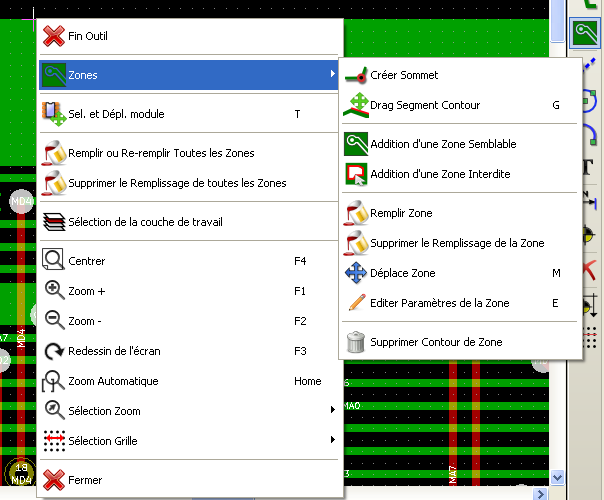 Fin Outil
Zones
Sel. et Dépl. module T
Remplir ou Re-remplir Toutes les Zones
Supprimer le Remplissage de toutes les Zones
Sélection de la couche de travail
Centrer F4
Zoom + F1
Zoom - F2
Redessin de l'écran F3
Zoom Automatique Home
Sélection Zoom
Sélection Grille
Fermer
Créer Sommet
Drag Segment Contour G
Addition d'une Zone Semblable
Addition d'une Zone Interdite
Remplir Zone
Supprimer le Remplissage de la Zone
Déplace Zone M
Editer Paramètres de la Zone E
Supprimer Contour de Zone
MD4
MD4
MA0
MA7
MD4
T